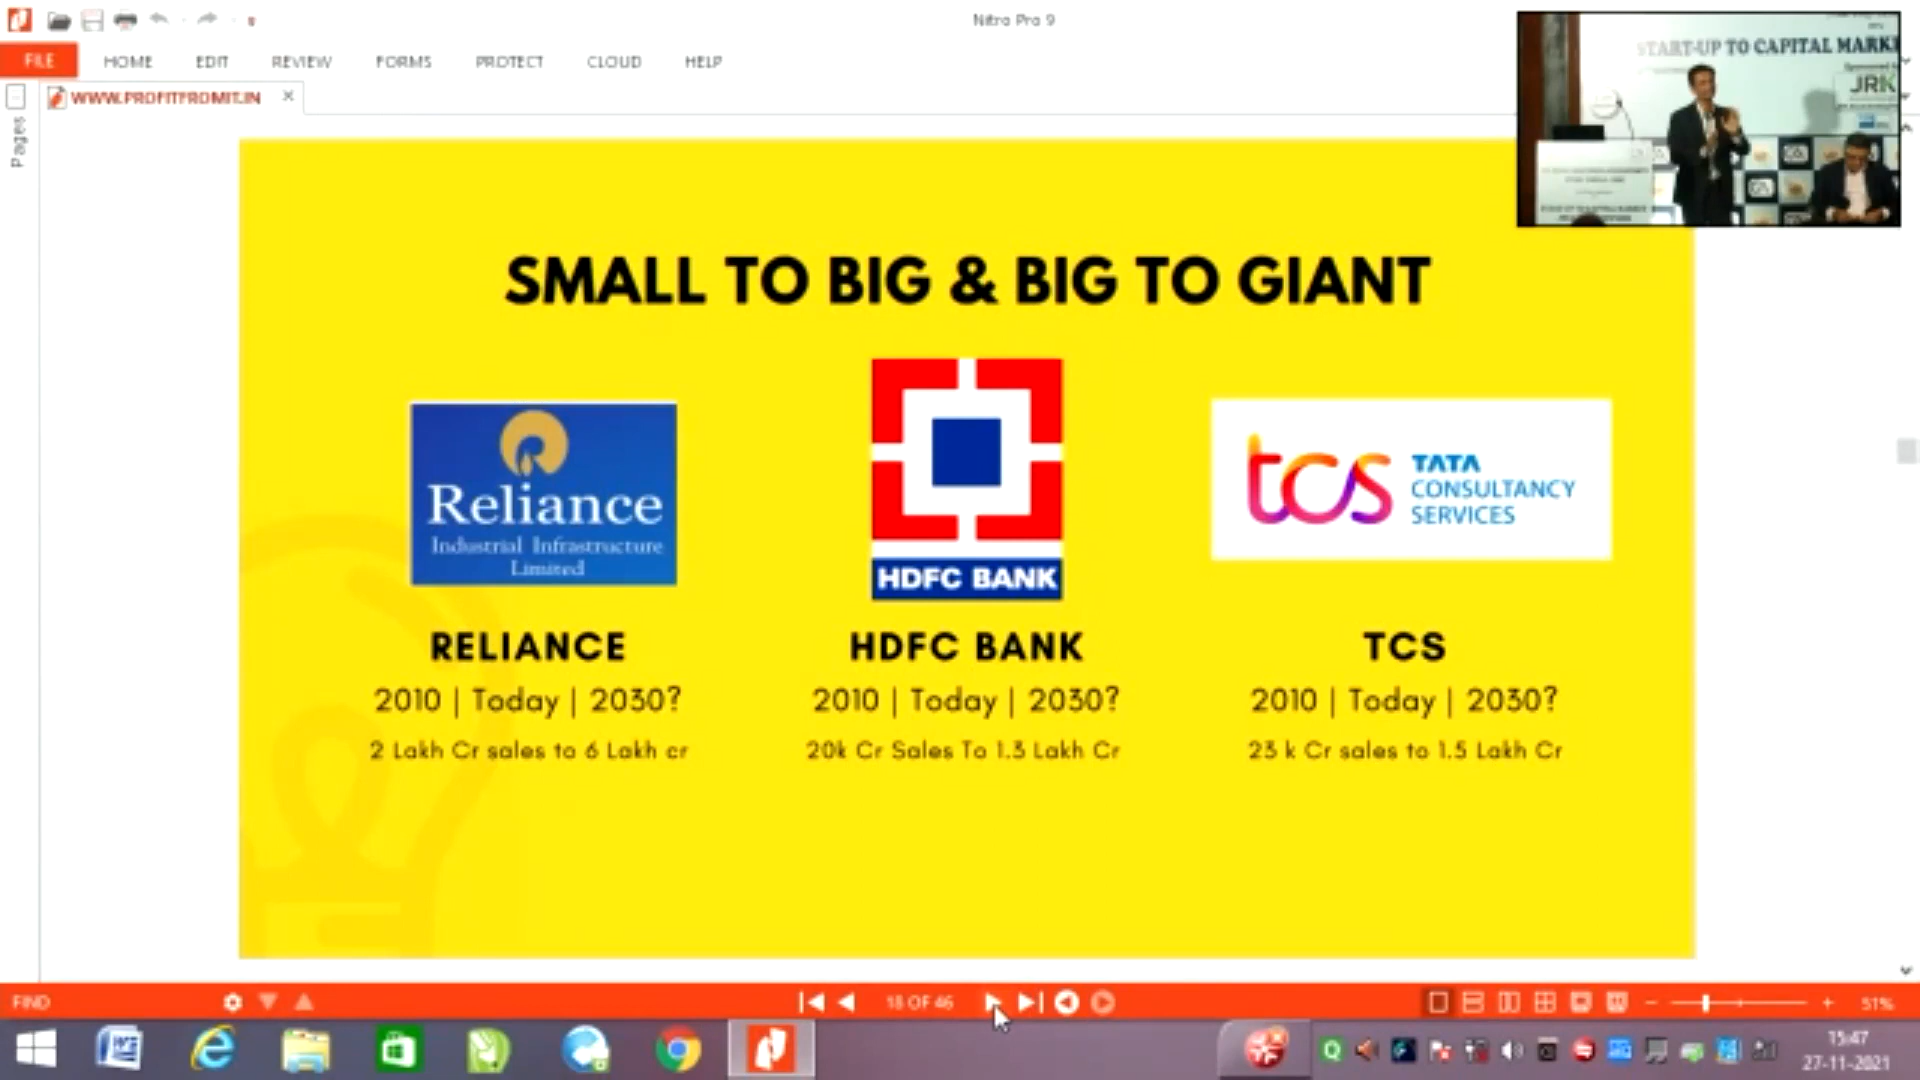 Nitro Pro 9
FILE HOME EDIT REVIEW FORMS PROTECT CLOUD HELP
WWW.PROFITFROMIT.IN
Pages
START-UP TO CAPITAL MARK
JRK
SMALL TO BIG & BIG TO GIANT
Reliance
Industrial Infrastructure
Limited
HDFC BANK
tcs TATA
CONSULTANCY
SERVICES
RELIANCE
2010 | Today | 2030?
2 Lakh Cr sales to 6 Lakh cr
HDFC BANK
2010 | Today | 2030?
20k Cr Sales To 1.3 Lakh Cr
TCS
2010 | Today | 2030?
23 k Cr sales to 1.5 Lakh Cr
FIND
18 OF 46
51%
15:47
27-11-2021